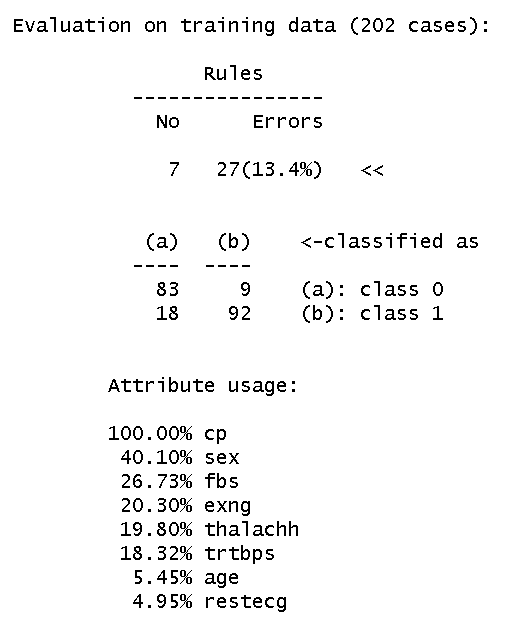 Evaluation on training data (202 cases):
Rules
----------------
No Errors
7 27(13.4%) <<
(a) (b) <-classified as
---- ----
83 9 (a): class 0
18 92 (b): class 1
Attribute usage:
100.00% cp
40.10% sex
26.73% fbs
20.30% exng
19.80% thalachh
18.32% trtbps
5.45% age
4.95% restecg